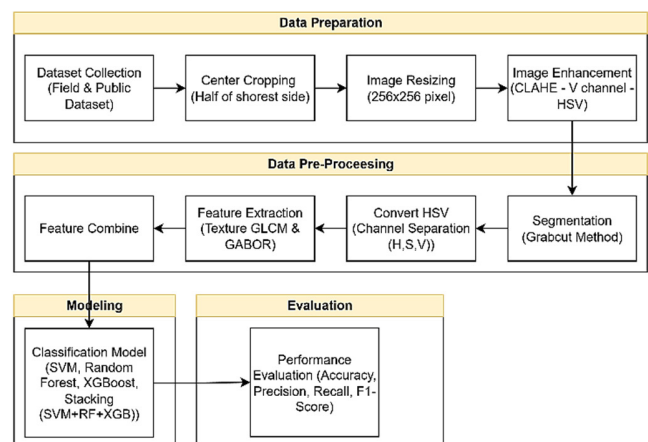 Data Preparation
Dataset Collection
(Field & Public
Dataset)
Center Cropping
(Half of shorest side)
Image Resizing
(256x256 pixel)
Image Enhancement
(CLAHE - V channel -
HSV)
Data Pre-Proceesing
Feature Combine
Feature Extraction
(Texture GLCM &
GABOR)
Convert HSV
(Channel Separation
(H,S,V))
Segmentation
(Grabcut Method)
Modeling
Classification Model
(SVM, Random
Forest, XGBoost,
Stacking
(SVM+RF+XGB))
Evaluation
Performance
Evaluation (Accuracy,
Precision, Recall, F1-
Score)